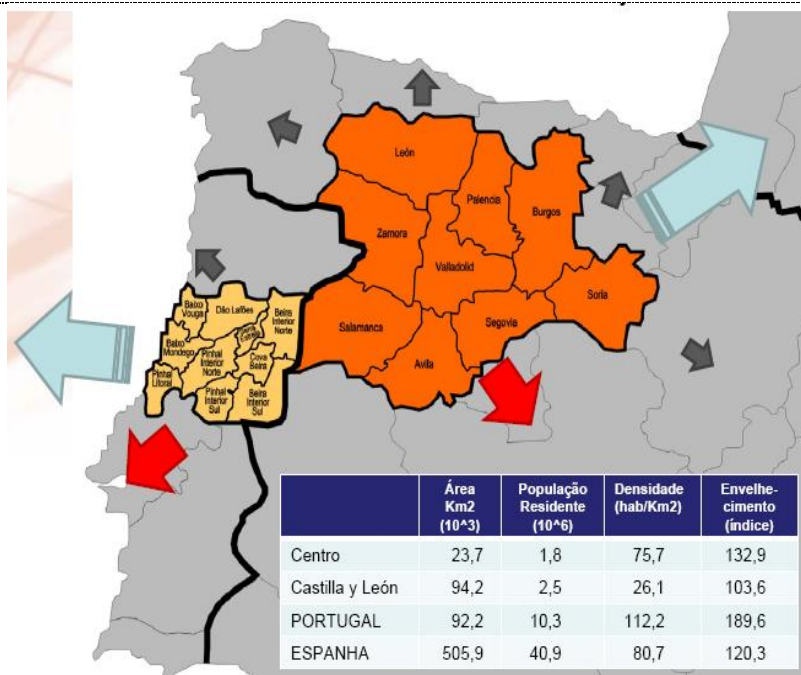 León
Palencia
Burgos
Zamora
Valladolid
Soria
Salamanca
Segovia
Avila
Baixo
Vouga
Dão Lafões
Beira
Interior
Norte
Serra
Estrela
Baixo
Mondego
Pinhal
Interior
Norte
Cova
Beira
Pinhal
Litoral
Pinhal
Interior
Sul
Beira
Interior
Sul
Área
Km2
(10^3)
População
Residente
(10^6)
Densidade
(hab/Km2)
Envelhe-
cimento
(índice)
Centro 23,7 1,8 75,7 132,9
Castilla y León 94,2 2,5 26,1 103,6
PORTUGAL 92,2 10,3 112,2 189,6
ESPANHA 505,9 40,9 80,7 120,3